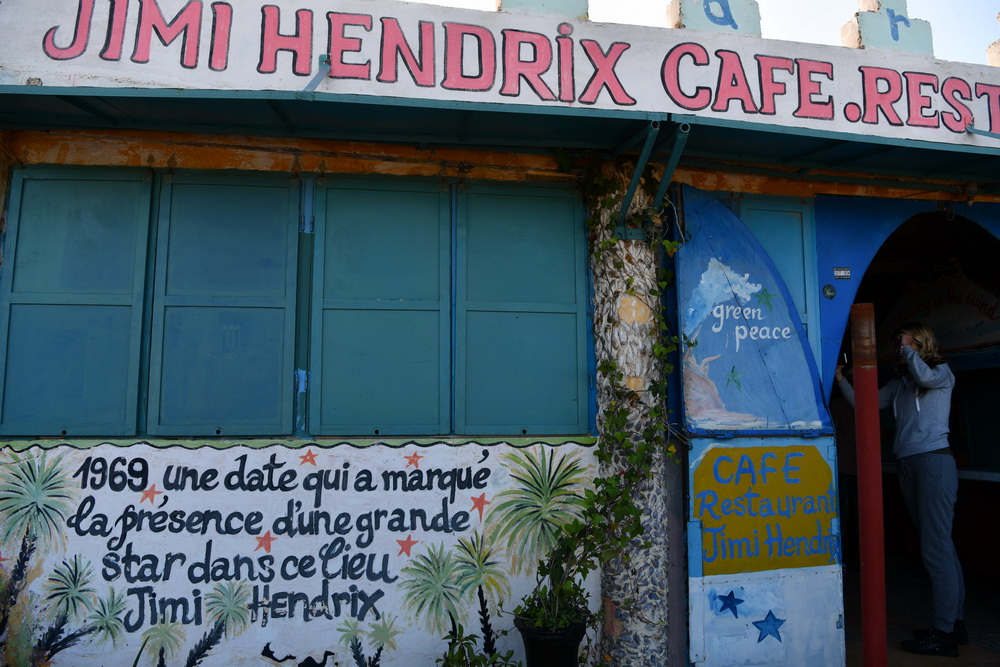 d
r
JIMI HENDRIX CAFE.REST
green
peace
1969 une date qui a marqué
la présence d'une grande
star dans ce lieu
Jimi Hendrix
CAFE
Restaurant
Jimi Hendri